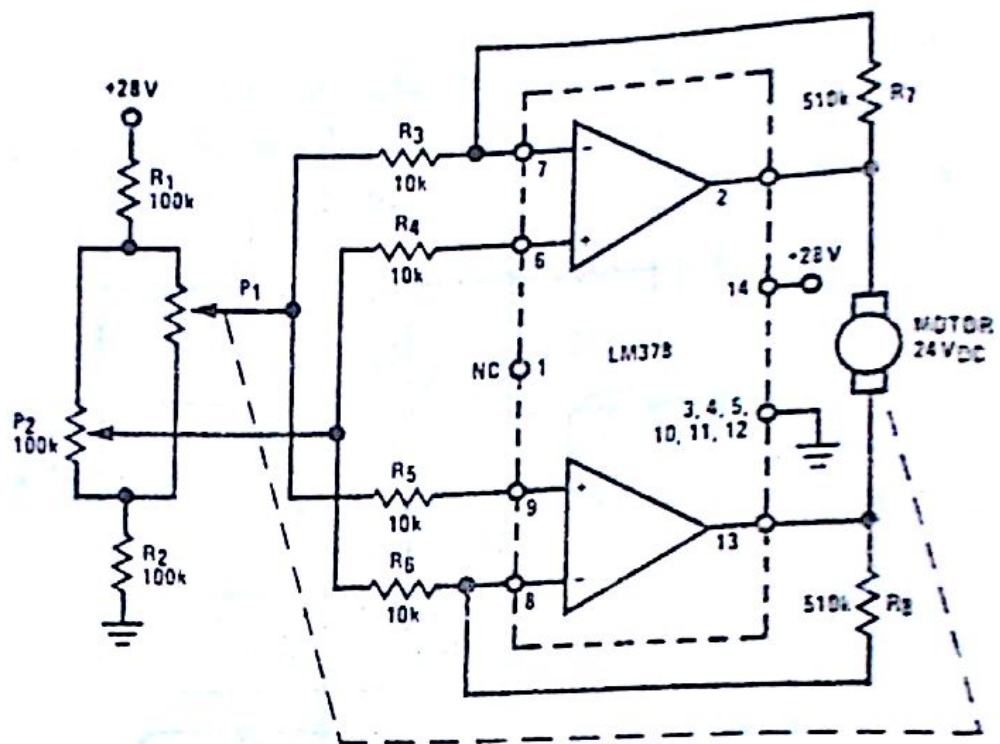 +28V
R1
100k
P1
P2
100k
R2
100k
R3
10k
R4
10k
R5
10k
R6
10k
7
-
6
+
NC 1
9
+
8
-
2
14
+28V
LM378
3, 4, 5,
10, 11, 12
13
510k R7
MOTOR
24VDC
510k R8